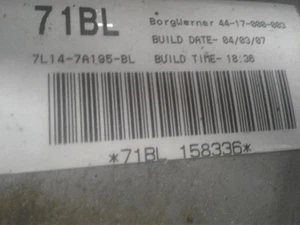 71BL
BorgWerner 44-17-000-003
BUILD DATE- 04/03/07
7L14-7A195-BL
BUILD TIME- 18:36
*71BL 158336*